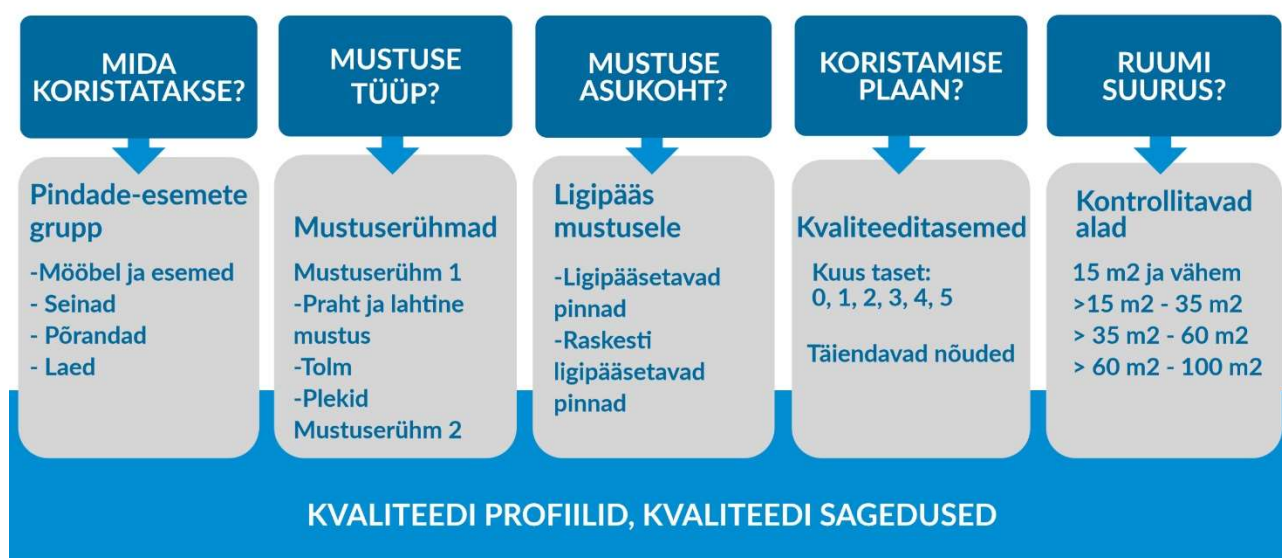 MIDA
KORISTATAKSE?
Pindade-esemete
grupp
-Mööbel ja esemed
- Seinad
- Põrandad
- Laed
MUSTUSE
TÜÜP?
Mustuserühmad
Mustuserühm 1
-Praht ja lahtine
mustus
-Tolm
-Plekid
Mustuserühm 2
MUSTUSE
ASUKOHT?
Ligipääs
mustusele
-Ligipääsetavad
pinnad
-Raskesti
ligipääsetavad
pinnad
KORISTAMISE
PLAAN?
Kvaliteeditasemed
Kuus taset:
0, 1, 2, 3, 4, 5
Täiendavad nõuded
RUUMI
SUURUS?
Kontrollitavad
alad
15 m2 ja vähem
>15 m2 - 35 m2
> 35 m2 - 60 m2
> 60 m2 - 100 m2
KVALITEEDI PROFIILID, KVALITEEDI SAGEDUSED